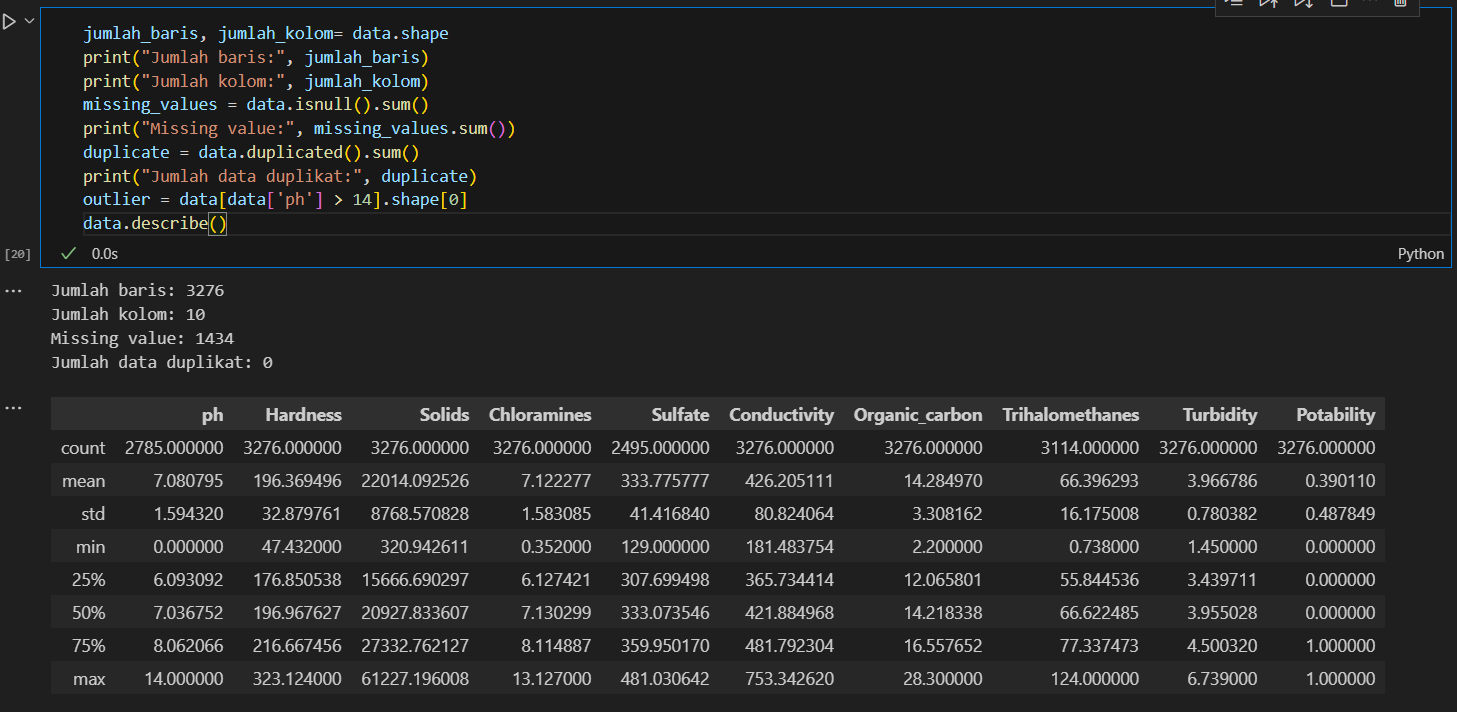 jumlah_baris, jumlah_kolom= data.shape
print("Jumlah baris:", jumlah_baris)
print("Jumlah kolom:", jumlah_kolom)
missing_values = data.isnull().sum()
print("Missing value:", missing_values.sum())
duplicate = data.duplicated().sum()
print("Jumlah data duplikat:", duplicate)
outlier = data[data['ph'] > 14].shape[0]
data.describe()
[20] 0.0s Python
Jumlah baris: 3276
Jumlah kolom: 10
Missing value: 1434
Jumlah data duplikat: 0
ph Hardness Solids Chloramines Sulfate Conductivity Organic_carbon Trihalomethanes Turbidity Potability
count 2785.000000 3276.000000 3276.000000 3276.000000 2495.000000 3276.000000 3276.000000 3114.000000 3276.000000 3276.000000
mean 7.080795 196.369496 22014.092526 7.122277 333.775777 426.205111 14.284970 66.396293 3.966786 0.390110
std 1.594320 32.879761 8768.570828 1.583085 41.416840 80.824064 3.308162 16.175008 0.780382 0.487849
min 0.000000 47.432000 320.942611 0.352000 129.000000 181.483754 2.200000 0.738000 1.450000 0.000000
25% 6.093092 176.850538 15666.690297 6.127421 307.699498 365.734414 12.065801 55.844536 3.439711 0.000000
50% 7.036752 196.967627 20927.833607 7.130299 333.073546 421.884968 14.218338 66.622485 3.955028 0.000000
75% 8.062066 216.667456 27332.762127 8.114887 359.950170 481.792304 16.557652 77.337473 4.500320 1.000000
max 14.000000 323.124000 61227.196008 13.127000 481.030642 753.342620 28.300000 124.000000 6.739000 1.000000